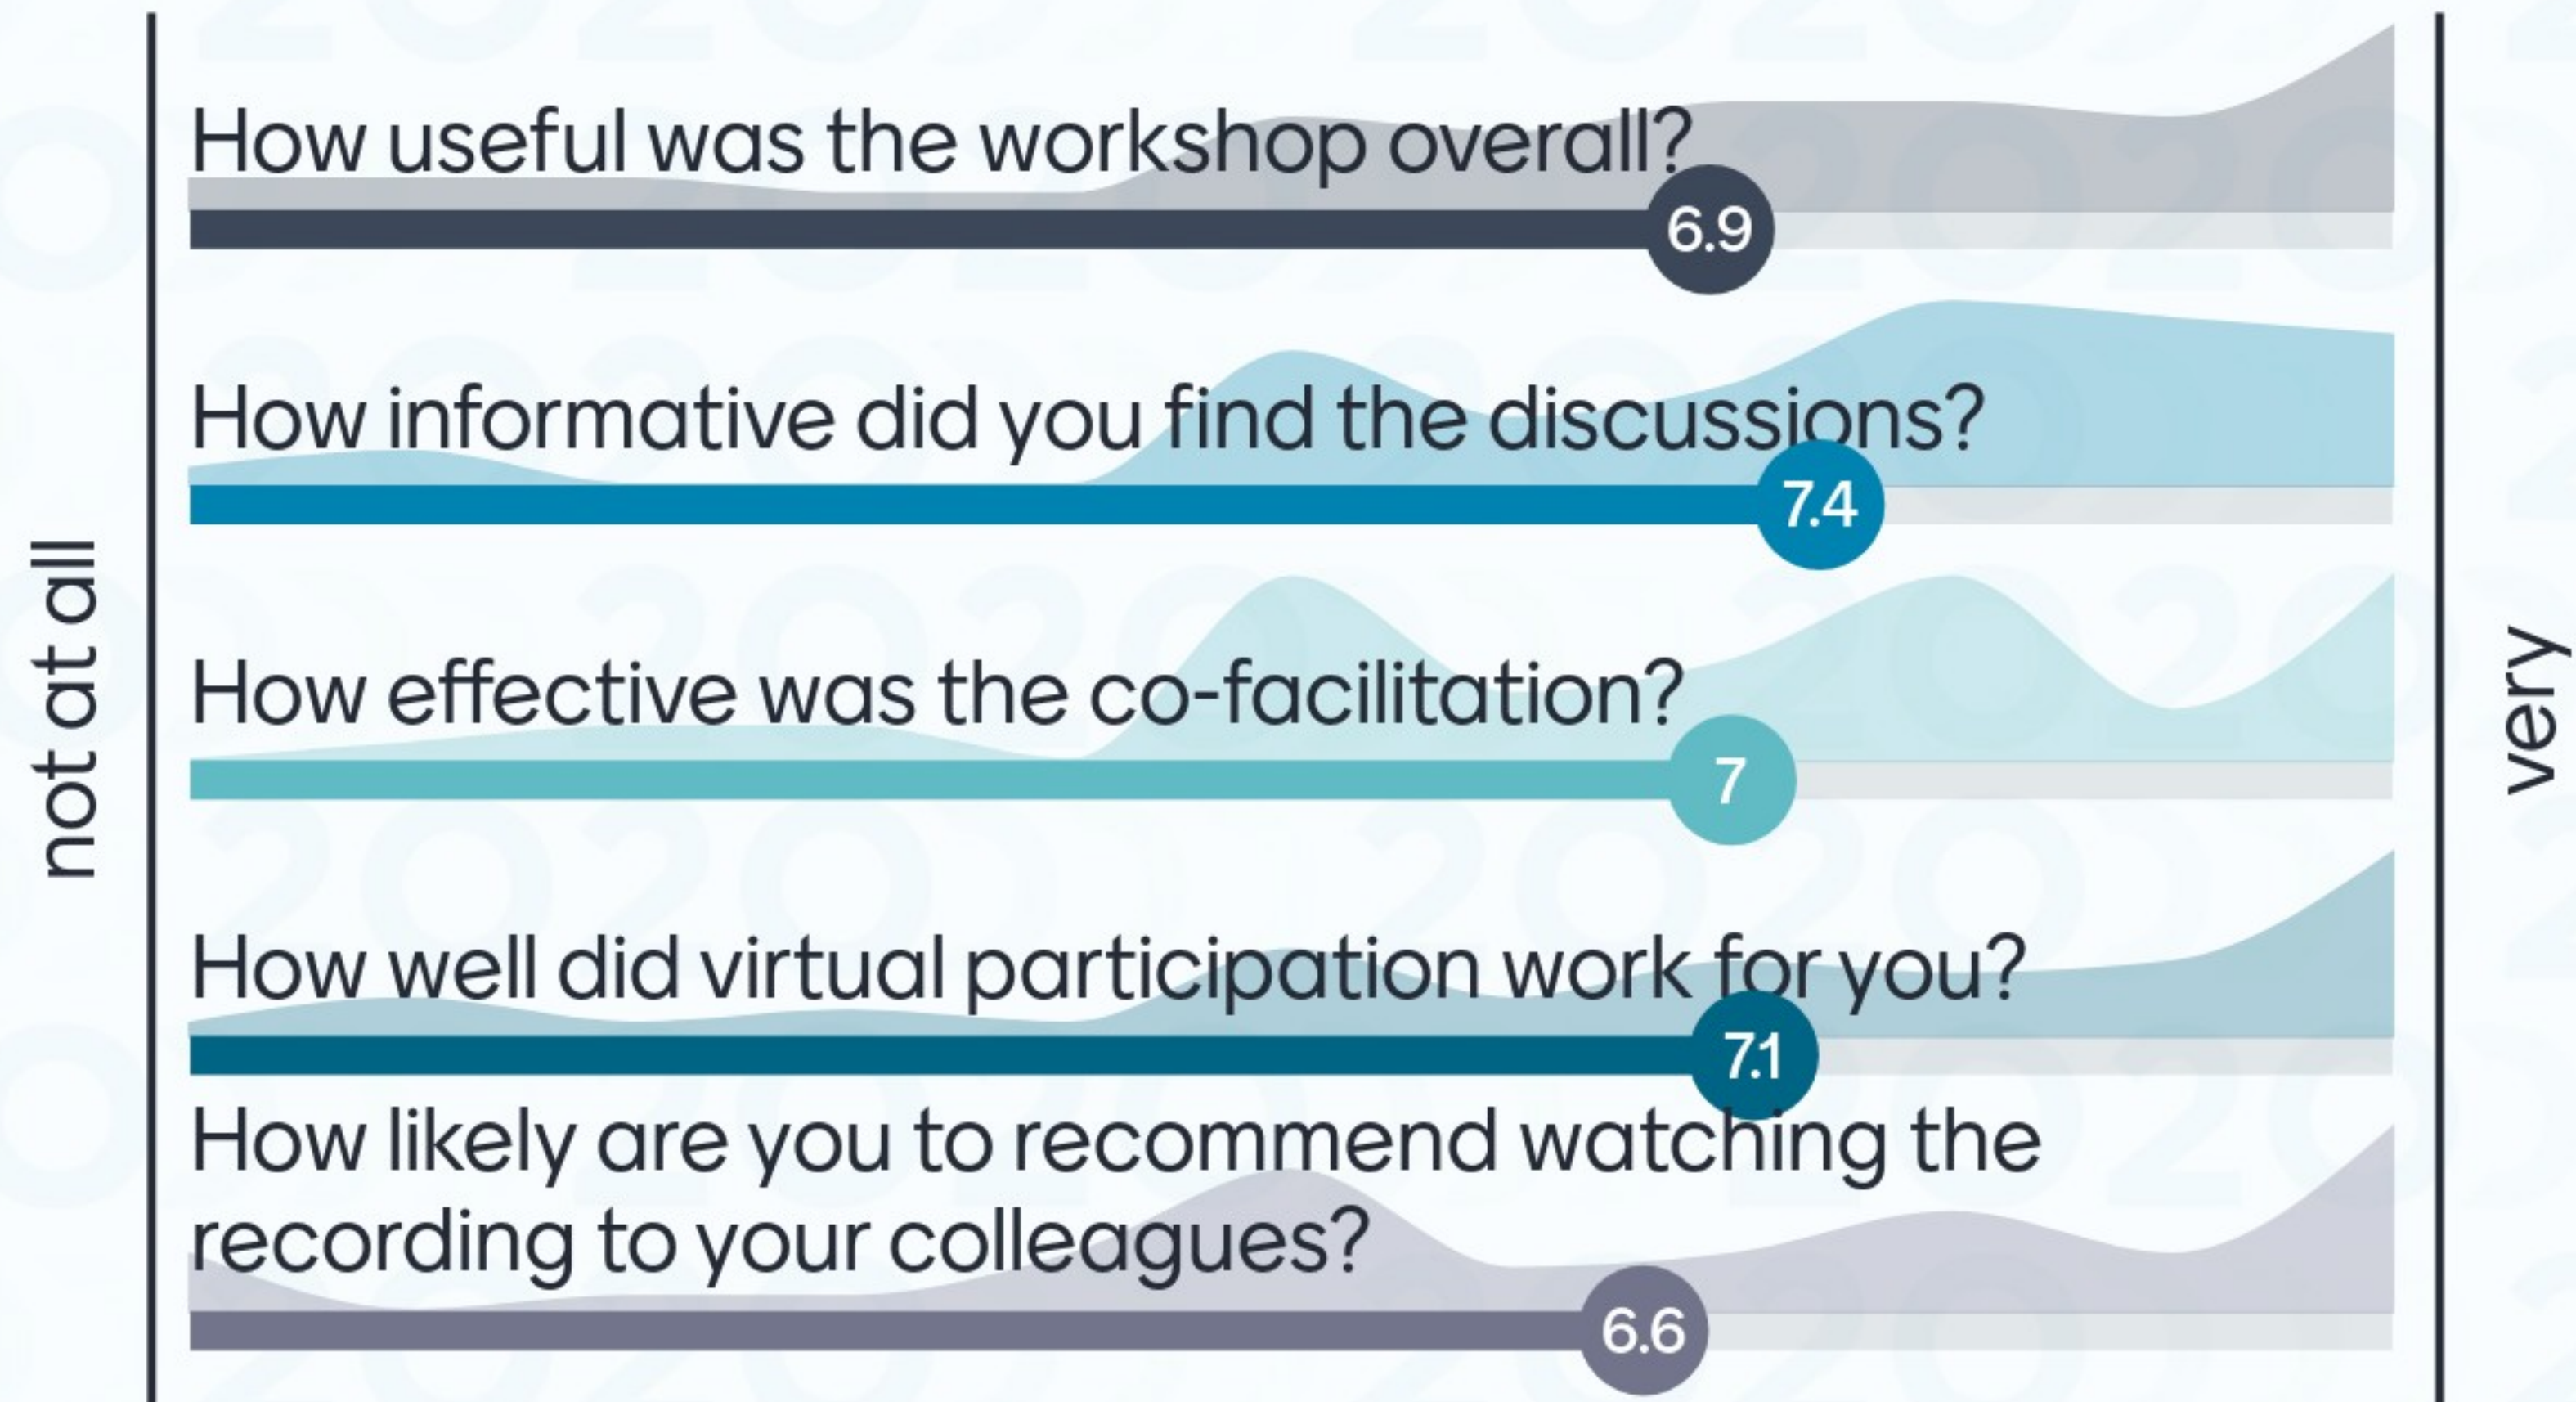 How useful was the workshop overall?
6.9
How informative did you find the discussions?
7.4
not at all
How effective was the co-facilitation?
7
very
How well did virtual participation work for you?
7.1
How likely are you to recommend watching the
recording to your colleagues?
6.6